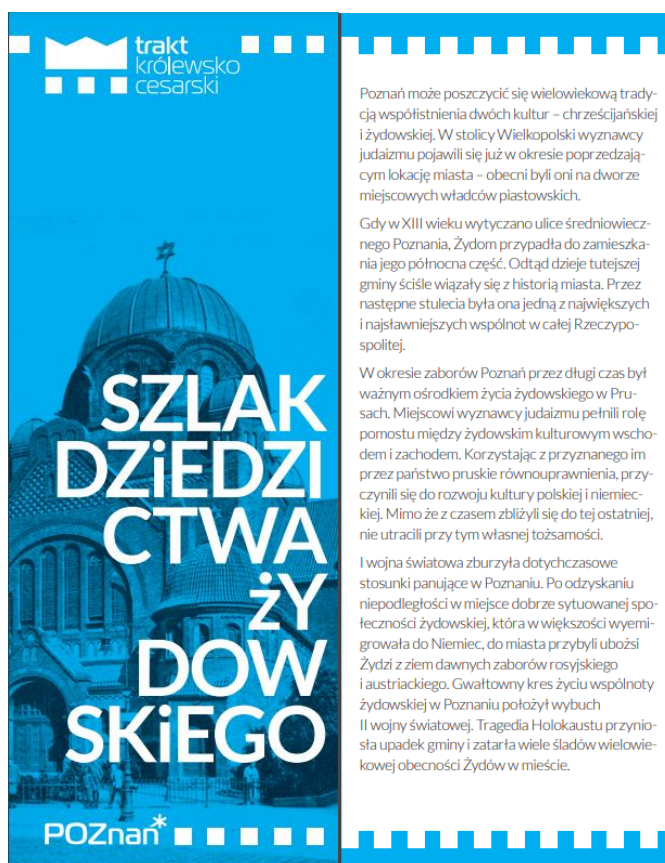 trakt
królewsko
cesarski
SZLAK
DZiEDZI
CTWA
żY
DOW
SKiEGO
POZnan*
Poznań może poszczycić się wielowiekową trady-
cją współistnienia dwóch kultur – chrześcijańskiej
i żydowskiej. W stolicy Wielkopolski wyznawcy
judaizmu pojawili się już w okresie poprzedzają-
cym lokację miasta – obecni byli oni na dworze
miejscowych władców piastowskich.
Gdy w XIII wieku wytyczano ulice średniowiecz-
nego Poznania, Żydom przypadła do zamieszka-
nia jego północna część. Odtąd dzieje tutejszej
gminy ściśle wiązały się z historią miasta. Przez
następne stulecia była ona jedną z największych
i najsławniejszych wspólnot w całej Rzeczypo-
spolitej.
W okresie zaborów Poznań przez długi czas był
ważnym ośrodkiem życia żydowskiego w Pru-
sach. Miejscowi wyznawcy judaizmu pełnili rolę
pomostu między żydowskim kulturowym wscho-
dem i zachodem. Korzystając z przyznanego im
przez państwo pruskie równouprawnienia, przy-
czynili się do rozwoju kultury polskiej i niemiec-
kiej. Mimo że z czasem zbliżyli się do tej ostatniej,
nie utracili przy tym własnej tożsamości.
I wojna światowa zburzyła dotychczasowe
stosunki panujące w Poznaniu. Po odzyskaniu
niepodległości w miejsce dobrze sytuowanej spo-
łeczności żydowskiej, która w większości wyemi-
growała do Niemiec, do miasta przybyli ubożsi
Żydzi z ziem dawnych zaborów rosyjskiego
i austriackiego. Gwałtowny kres życiu wspólnoty
żydowskiej w Poznaniu położył wybuch
II wojny światowej. Tragedia Holokaustu przynio-
sła upadek gminy i zatarła wiele śladów wielowie-
kowej obecności Żydów w mieście.